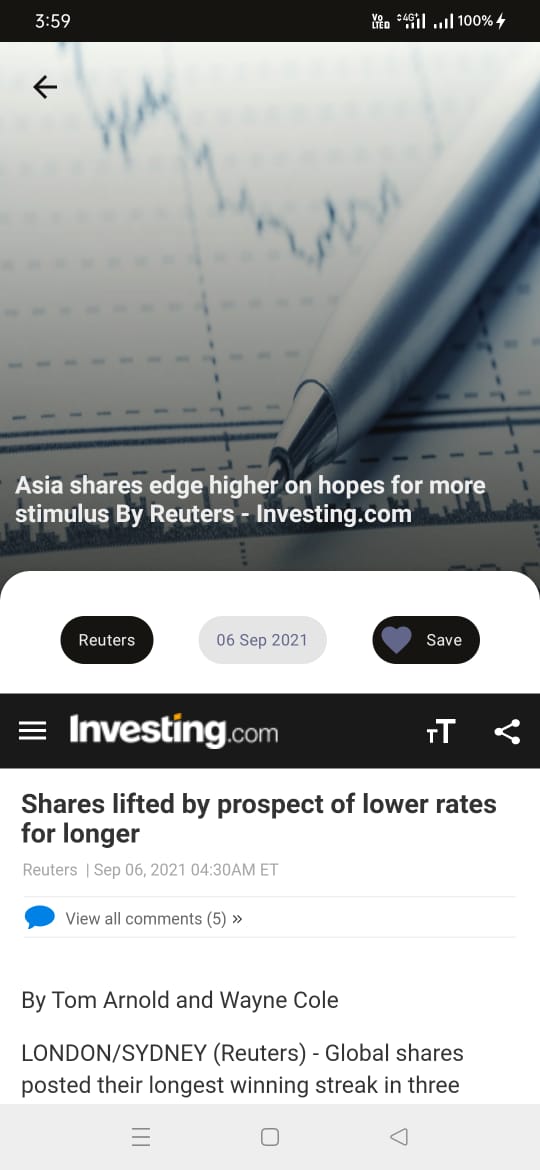 3:59
Vo LTED 4G+ 100%
Asia shares edge higher on hopes for more
stimulus By Reuters - Investing.com
Reuters
06 Sep 2021
Save
Investing.com
TT
Shares lifted by prospect of lower rates
for longer
Reuters | Sep 06, 2021 04:30AM ET
View all comments (5) »
By Tom Arnold and Wayne Cole
LONDON/SYDNEY (Reuters) - Global shares
posted their longest winning streak in three